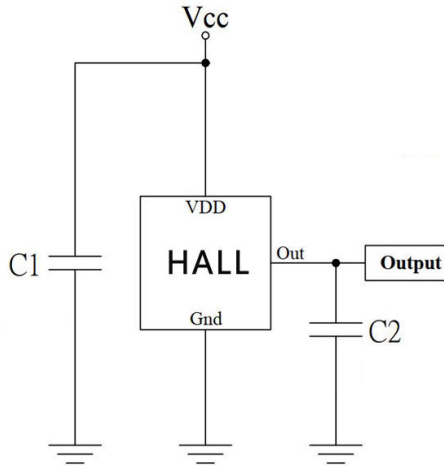 Vcc
VDD
HALL
Out
Output
C1
Gnd
C2